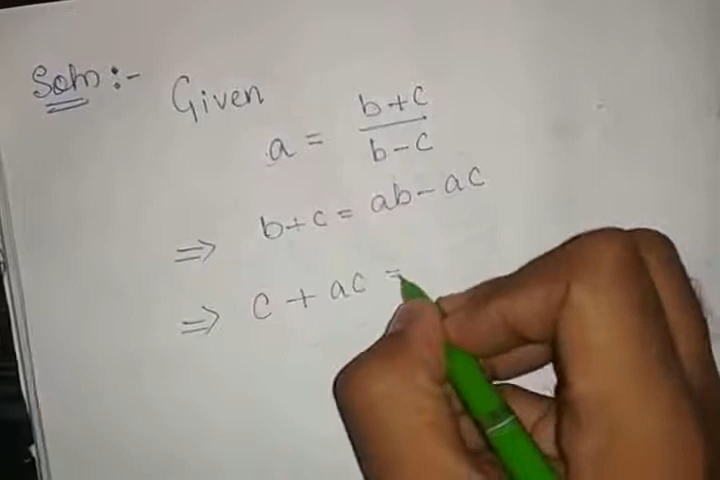 Soln :- Given
a = b+c / b-c
⇒ b+c = ab-ac
⇒ c + ac =